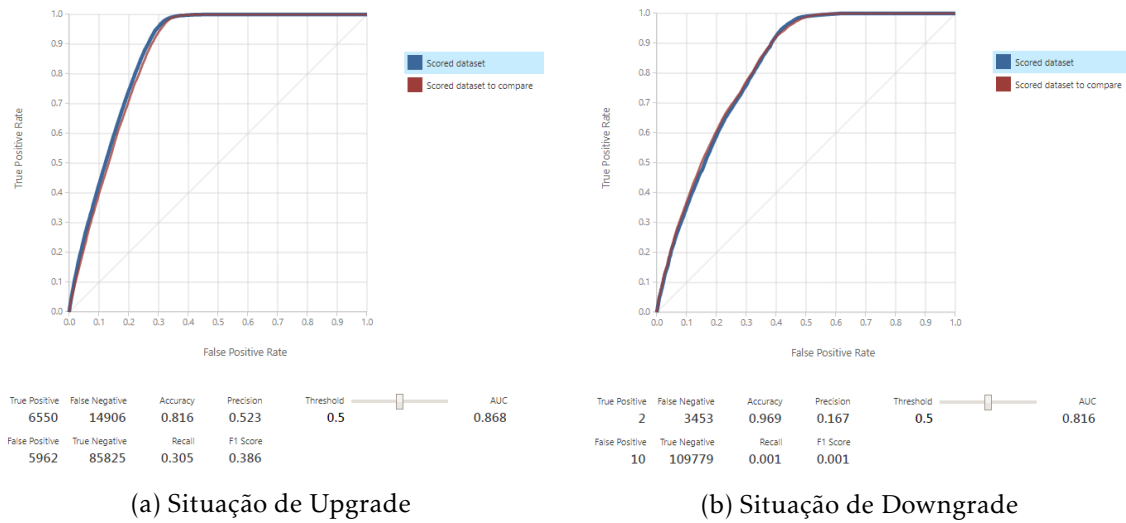 1.0
0.9
0.8
0.7
0.6
0.5
0.4
0.3
0.2
0.1
0.0
True Positive Rate
0.0 0.1 0.2 0.3 0.4 0.5 0.6 0.7 0.8 0.9 1.0
False Positive Rate
Scored dataset
Scored dataset to compare
True Positive False Negative Accuracy Precision Threshold AUC
6550 14906 0.816 0.523 0.5 0.868
False Positive True Negative Recall F1 Score
5962 85825 0.305 0.386
(a) Situação de Upgrade
1.0
0.9
0.8
0.7
0.6
0.5
0.4
0.3
0.2
0.1
0.0
True Positive Rate
0.0 0.1 0.2 0.3 0.4 0.5 0.6 0.7 0.8 0.9 1.0
False Positive Rate
Scored dataset
Scored dataset to compare
True Positive False Negative Accuracy Precision Threshold AUC
2 3453 0.969 0.167 0.5 0.816
False Positive True Negative Recall F1 Score
10 109779 0.001 0.001
(b) Situação de Downgrade